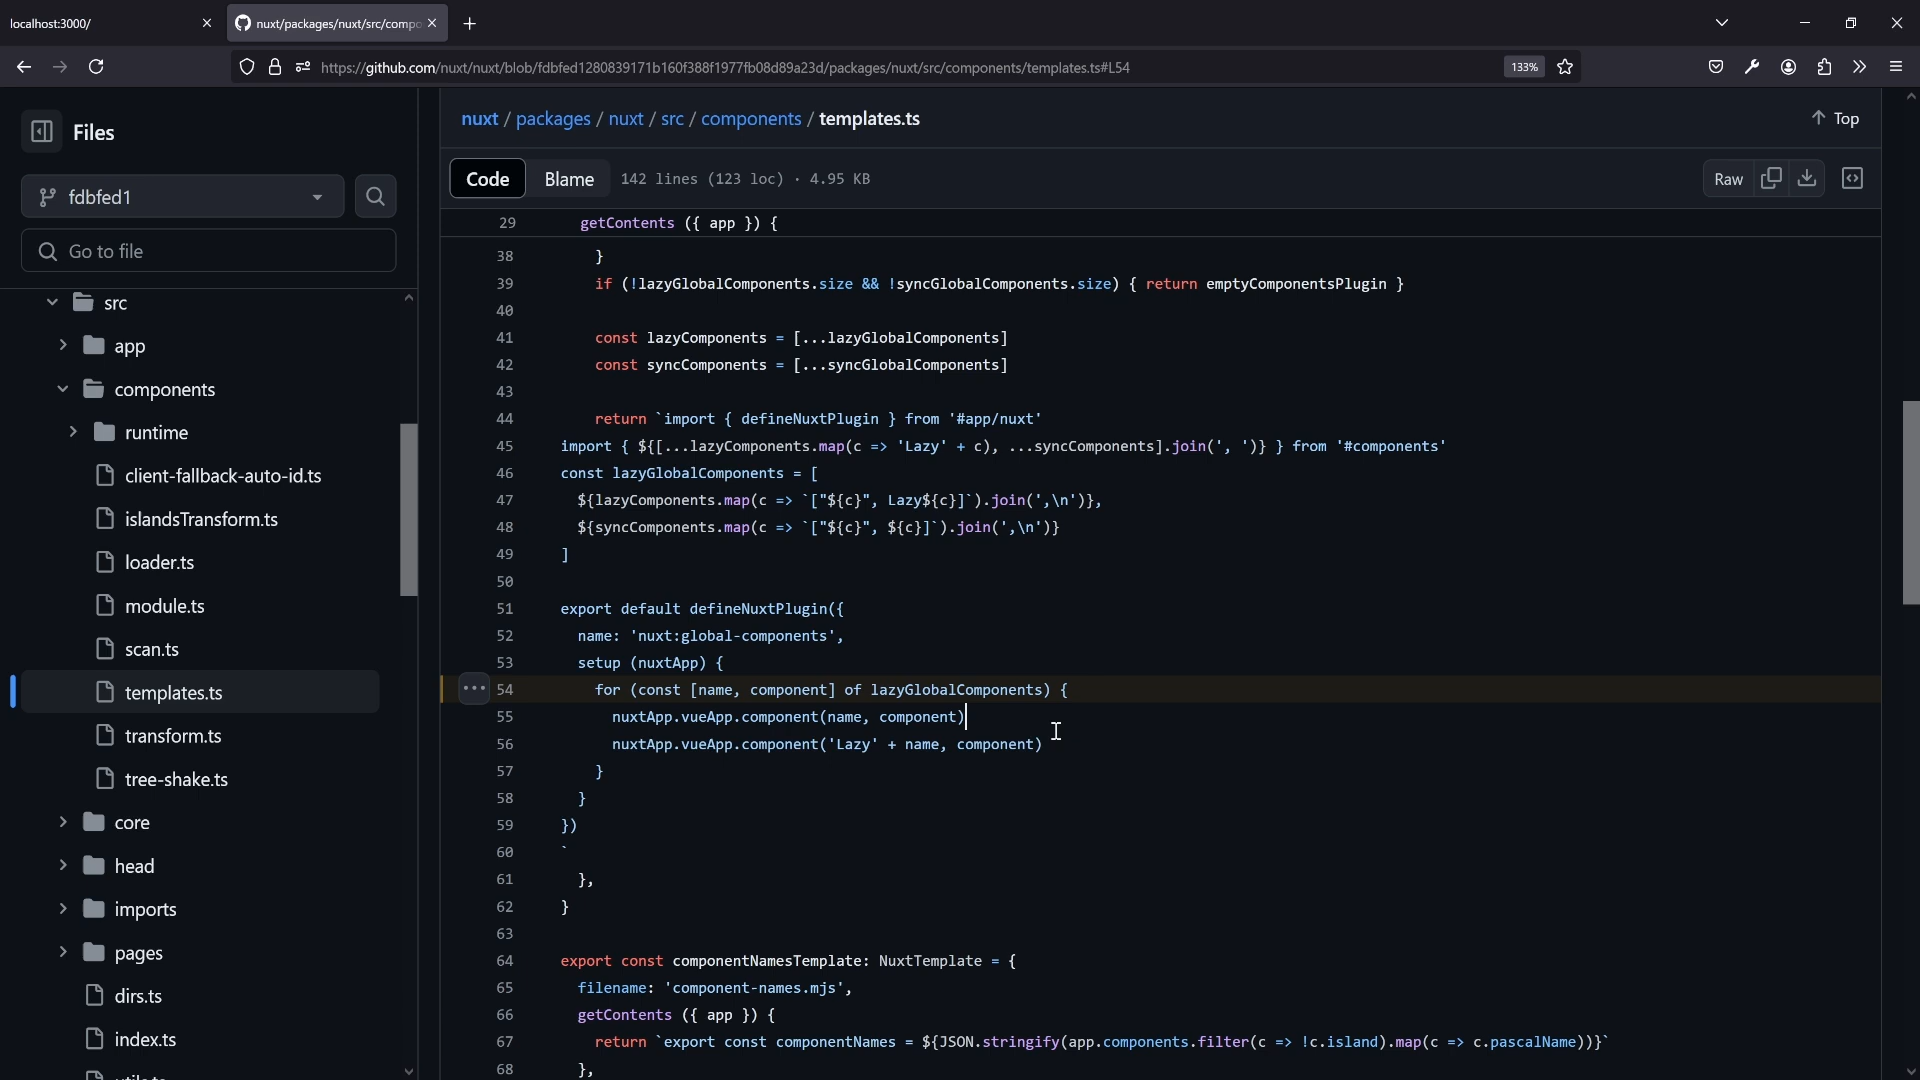 localhost:3000/
nuxt/packages/nuxt/src/compo
https://github.com/nuxt/nuxt/blob/fdbfed1280839171b160f388f1977fb08d89a23d/packages/nuxt/src/components/templates.ts#L54
133%
Files
fdbfed1
Go to file
src
app
components
runtime
client-fallback-auto-id.ts
islandsTransform.ts
loader.ts
module.ts
scan.ts
templates.ts
transform.ts
tree-shake.ts
core
head
imports
pages
dirs.ts
index.ts
nuxt / packages / nuxt / src / components / templates.ts
Top
Code Blame 142 lines (123 loc) · 4.95 KB
Raw
29 getContents ({ app }) {
38 }
39 if (!lazyGlobalComponents.size && !syncGlobalComponents.size) { return emptyComponentsPlugin }
40
41 const lazyComponents = [...lazyGlobalComponents]
42 const syncComponents = [...syncGlobalComponents]
43
44 return `import { defineNuxtPlugin } from '#app/nuxt'
45 import { ${[...lazyComponents.map(c => 'Lazy' + c), ...syncComponents].join(', ')} } from '#components'
46 const lazyGlobalComponents = [
47 ${lazyComponents.map(c => `["${c}", Lazy${c}]`).join(',\n')},
48 ${syncComponents.map(c => `["${c}", ${c}]`).join(',\n')}
49 ]
50
51 export default defineNuxtPlugin({
52 name: 'nuxt:global-components',
53 setup (nuxtApp) {
54 for (const [name, component] of lazyGlobalComponents) {
55 nuxtApp.vueApp.component(name, component)
56 nuxtApp.vueApp.component('Lazy' + name, component)
57 }
58 }
59 })
60 `
61 },
62 }
63
64 export const componentNamesTemplate: NuxtTemplate = {
65 filename: 'component-names.mjs',
66 getContents ({ app }) {
67 return `export const componentNames = ${JSON.stringify(app.components.filter(c => !c.island).map(c => c.pascalName))}`
68 },